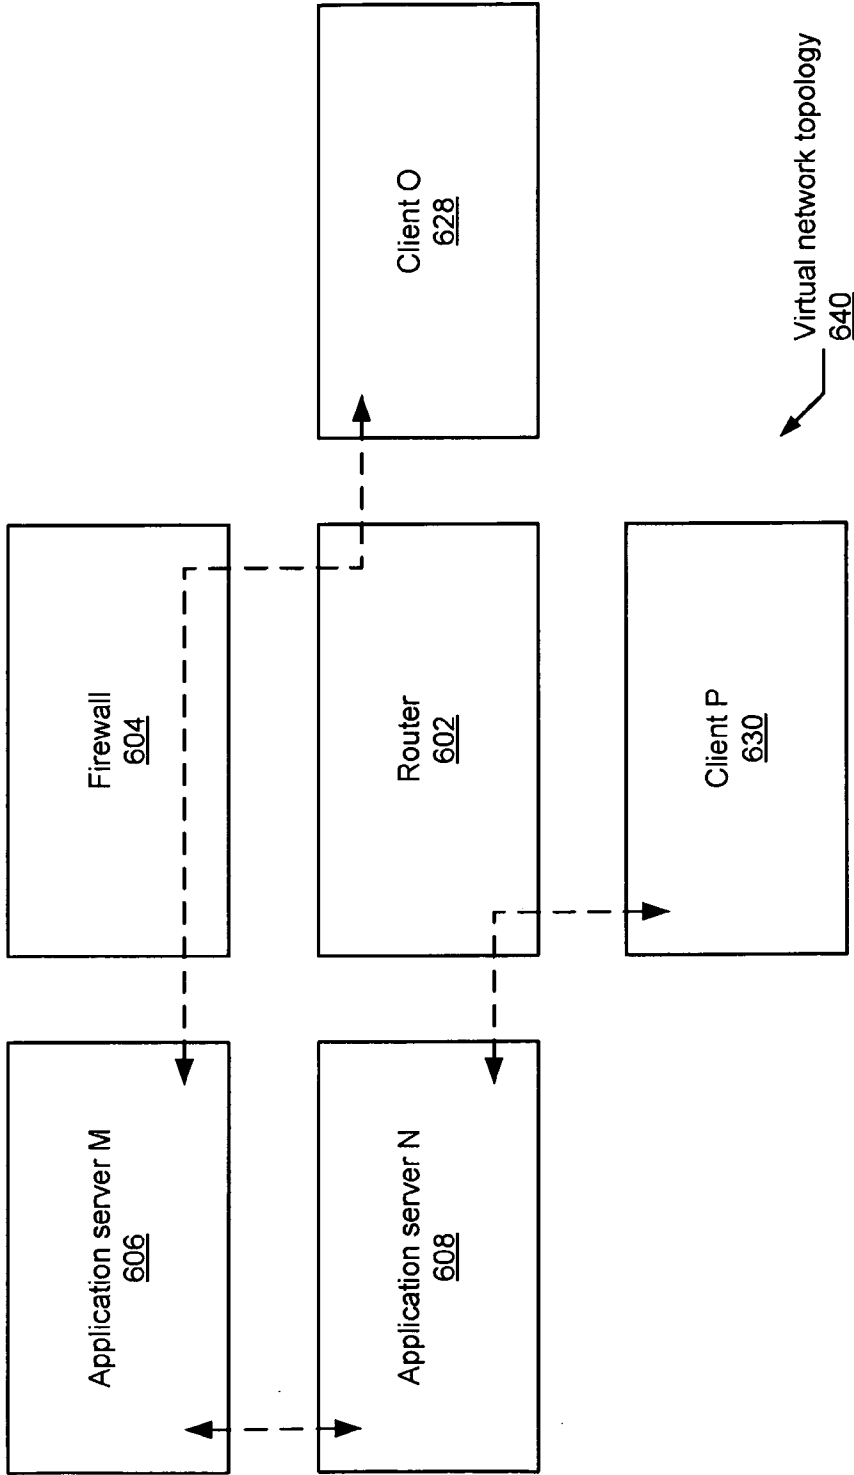 Application server M
606
Firewall
604
Application server N
608
Router
602
Client O
628
Client P
630
Virtual network topology
640